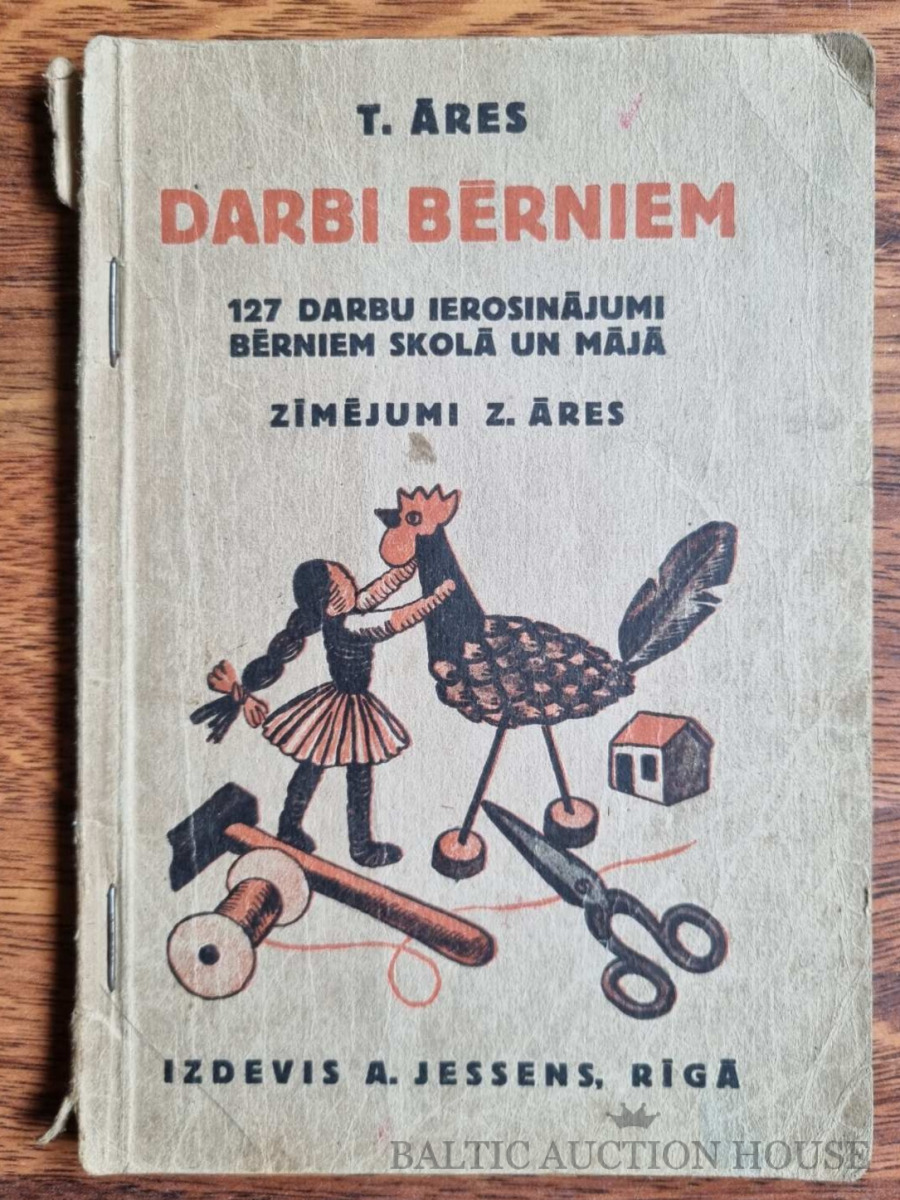 T. ĀRES
DARBI BĒRNIEM
127 DARBU IEROSINĀJUMI
BĒRNIEM SKOLĀ UN MĀJĀ
ZĪMĒJUMI Z. ĀRES
IZDEVIS A. JESSENS, RĪGĀ
BALTIC AUCTION HOUSE